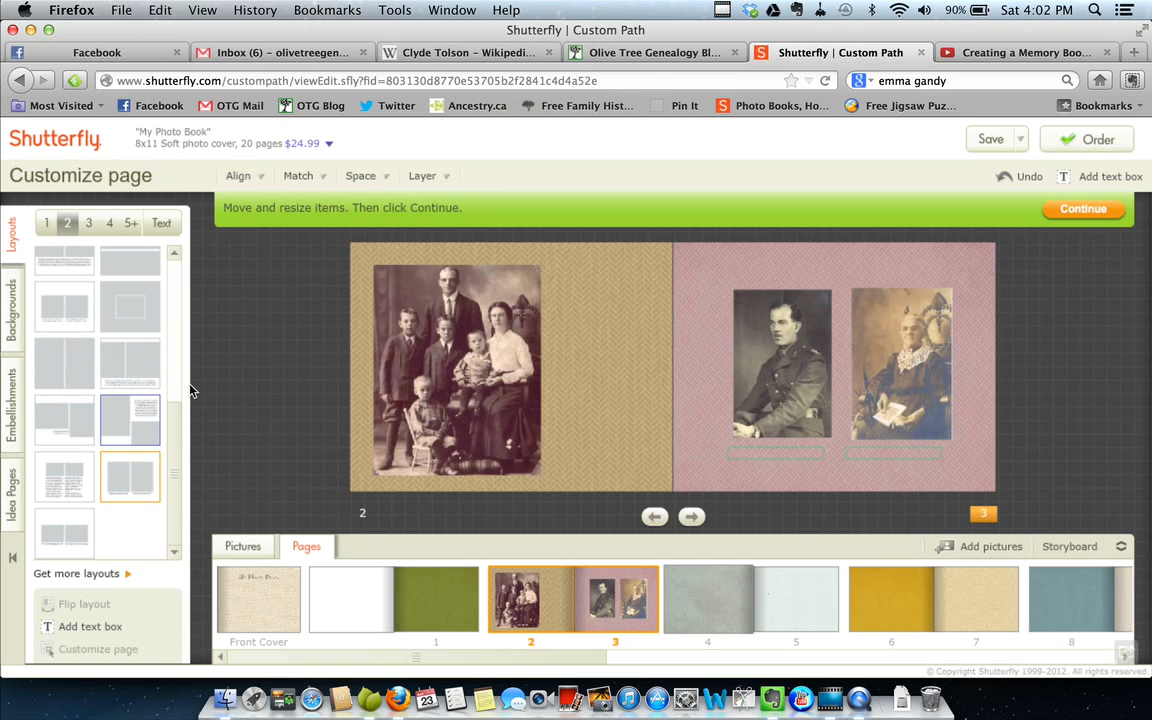 Firefox File Edit View History Bookmarks Tools Window Help 90% Sat 4:02 PM
Shutterfly | Custom Path
Facebook Inbox (6) – olivetreegen... Clyde Tolson – Wikipedi... Olive Tree Genealogy Bl... Shutterfly | Custom Path Creating a Memory Boo...
www.shutterfly.com/custompath/viewEdit.sfly?fid=803130d8770e53705b2f2841c4d4a52e emma gandy
Most Visited Facebook OTG Mail OTG Blog Twitter Ancestry.ca Free Family Hist... Pin It Photo Books, Ho... Free Jigsaw Puz... Bookmarks
Shutterfly.
"My Photo Book"
8x11 Soft photo cover, 20 pages $24.99
Save Order
Customize page Align Match Space Layer Undo Add text box
Move and resize items. Then click Continue. Continue
Layouts
Backgrounds
Embellishments
Idea Pages
1 2 3 4 5+ Text
Get more layouts
Flip layout
Add text box
Customize page
2 3
Pictures Pages Add pictures Storyboard
Front Cover 1 2 3 4 5 6 7 8
© Copyright Shutterfly 1999-2012. All rights reserved.
23